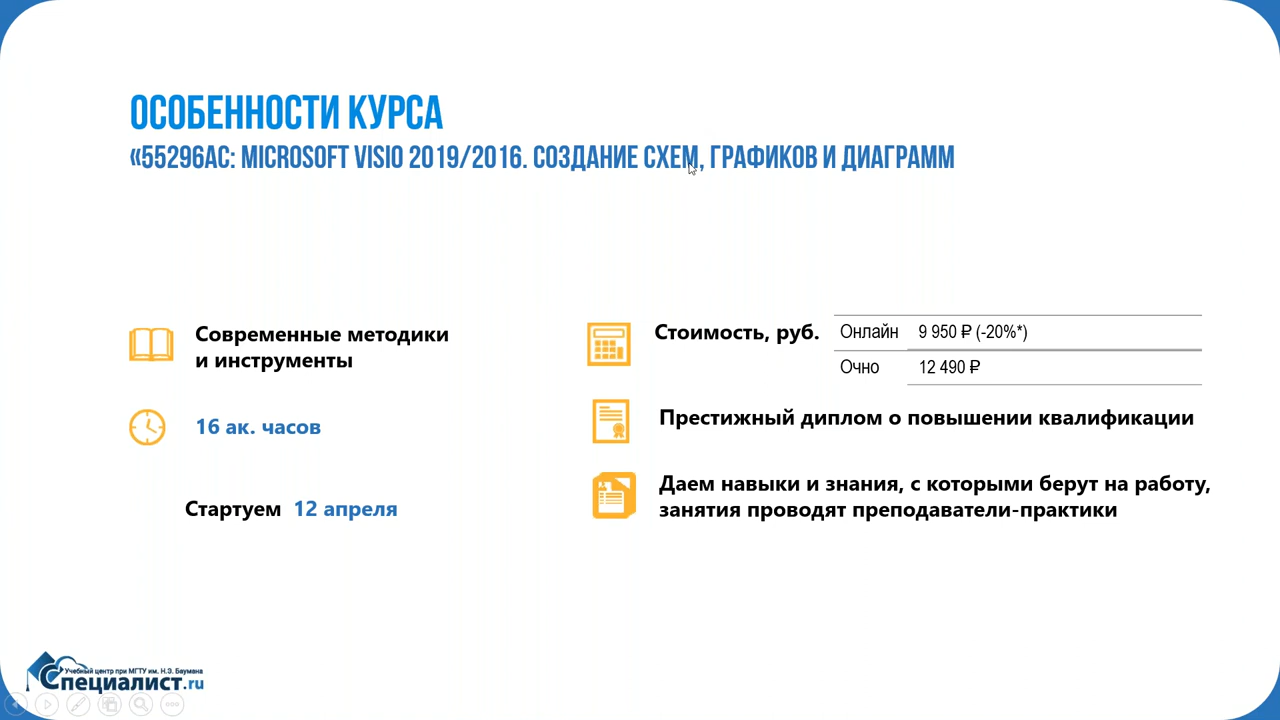 ОСОБЕННОСТИ КУРСА
«55296AC: MICROSOFT VISIO 2019/2016. СОЗДАНИЕ СХЕМ, ГРАФИКОВ И ДИАГРАММ
Современные методики
и инструменты
16 ак. часов
Стартуем 12 апреля
Стоимость, руб.
Онлайн 9 950 ₽ (-20%*)
Очно 12 490 ₽
Престижный диплом о повышении квалификации
Даем навыки и знания, с которыми берут на работу,
занятия проводят преподаватели-практики
Учебный центр при МГТУ им. Н.Э. Баумана
Специалист.ru